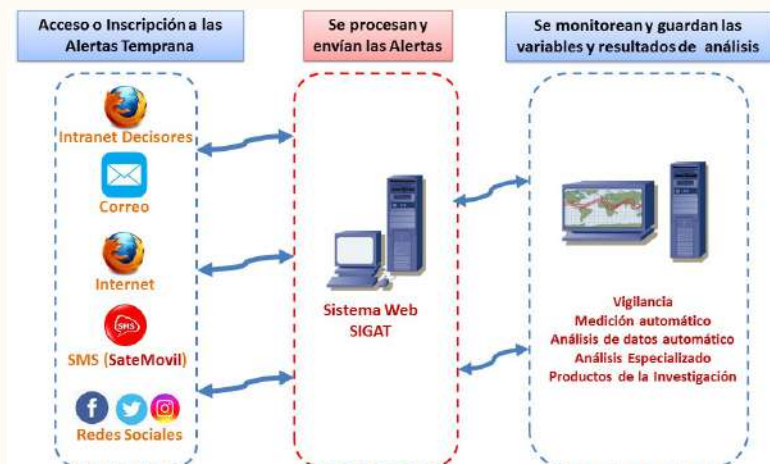 Acceso o Inscripción a las
Alertas Temprana
Se procesan y
envían las Alertas
Se monitorean y guardan las
variables y resultados de análisis
Intranet Decisores
Correo
Internet
SMS
SMS (SateMovil)
Redes Sociales
Sistema Web
SIGAT
Vigilancia
Medición automático
Análisis de datos automático
Análisis Especializado
Productos de la Investigación